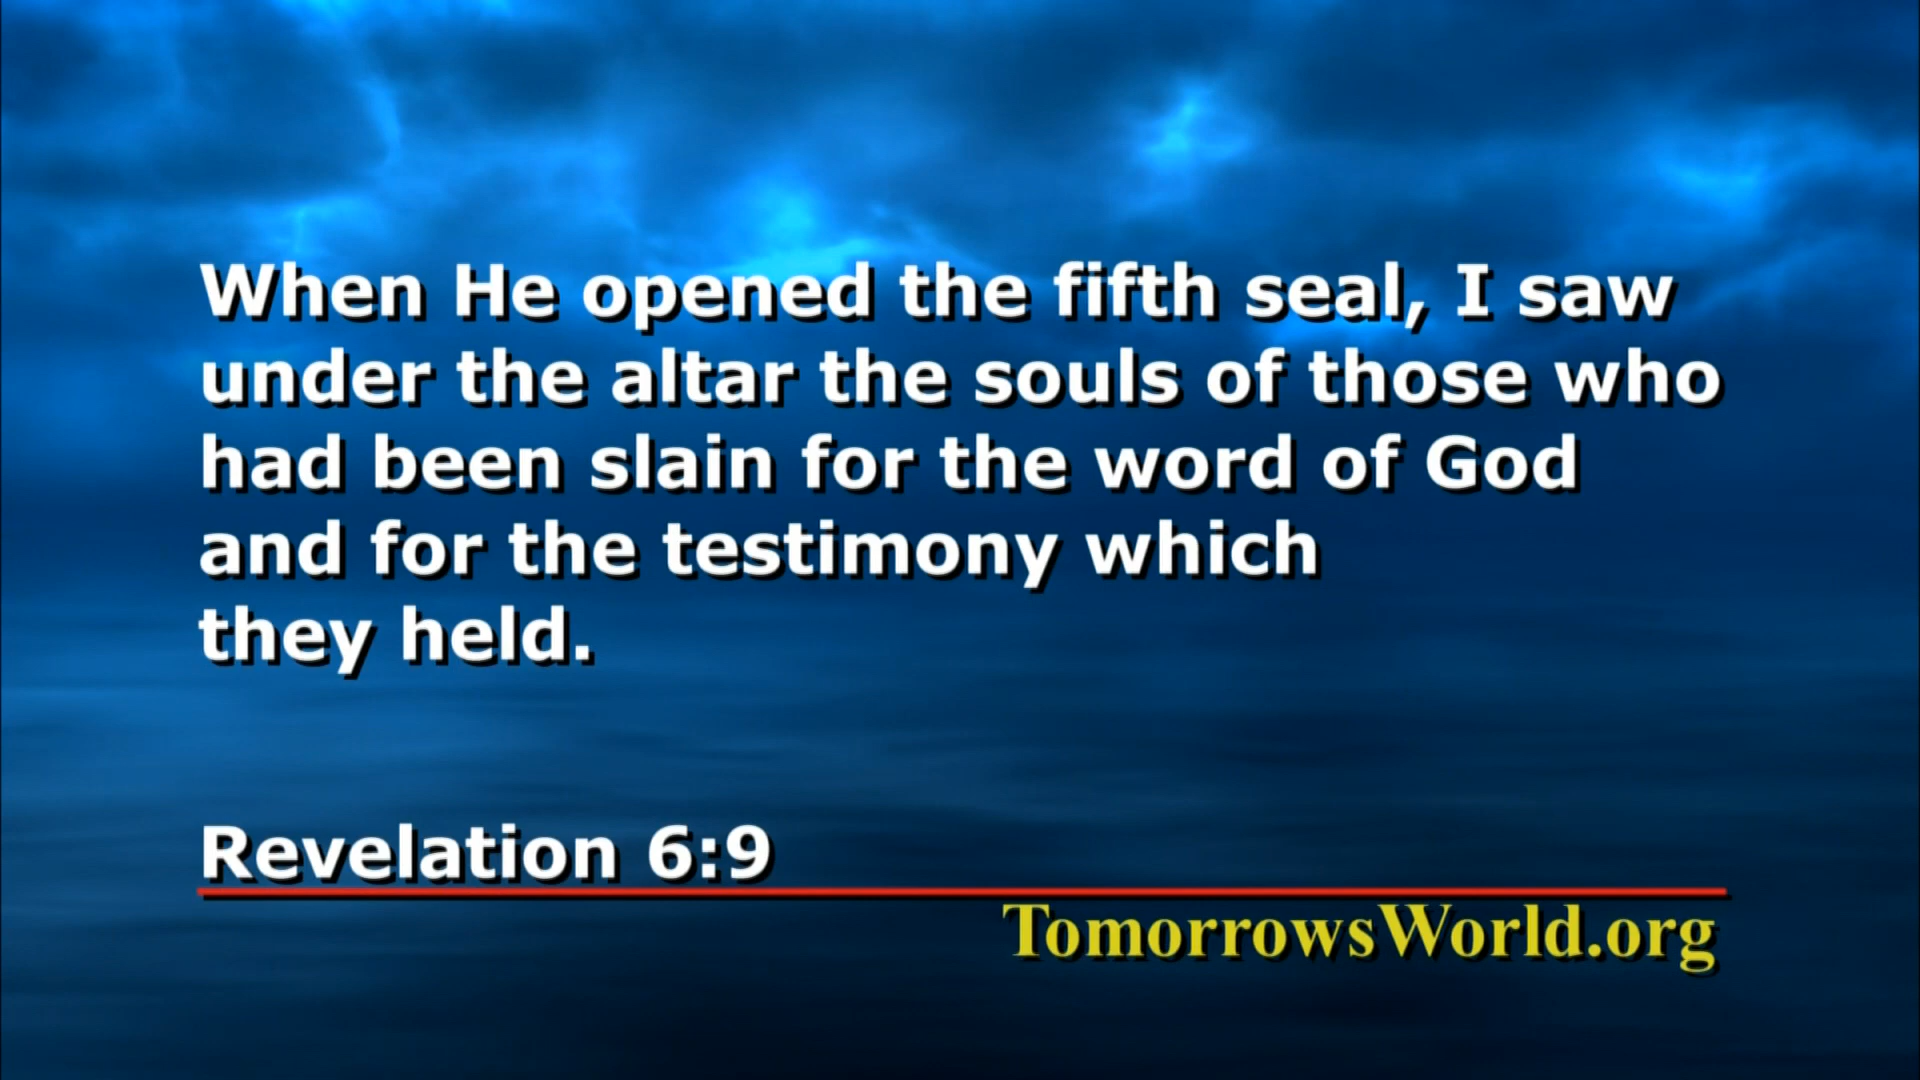 When He opened the fifth seal, I saw
under the altar the souls of those who
had been slain for the word of God
and for the testimony which
they held.
Revelation 6:9
TomorrowsWorld.org